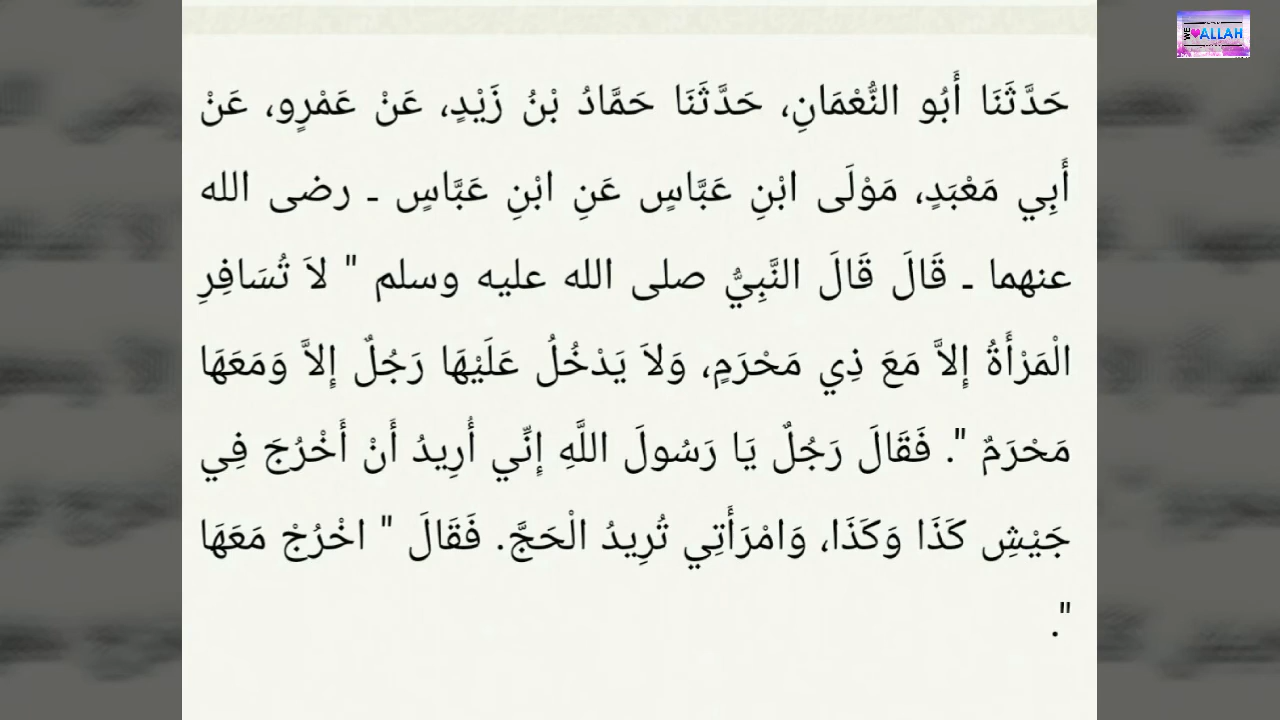 WE ALLAH
حَدَّثَنَا أَبُو النُّعْمَانِ، حَدَّثَنَا حَمَّادُ بْنُ زَيْدٍ، عَنْ عَمْرٍو، عَنْ
أَبِي مَعْبَدٍ، مَوْلَى ابْنِ عَبَّاسٍ عَنِ ابْنِ عَبَّاسٍ ـ رضى الله
عنهما ـ قَالَ قَالَ النَّبِيُّ صلى الله عليه وسلم " لاَ تُسَافِرِ
الْمَرْأَةُ إِلاَّ مَعَ ذِي مَحْرَمٍ، وَلاَ يَدْخُلُ عَلَيْهَا رَجُلٌ إِلاَّ وَمَعَهَا
مَحْرَمٌ ". فَقَالَ رَجُلٌ يَا رَسُولَ اللَّهِ إِنِّي أُرِيدُ أَنْ أَخْرُجَ فِي
جَيْشِ كَذَا وَكَذَا، وَامْرَأَتِي تُرِيدُ الْحَجَّ. فَقَالَ " اخْرُجْ مَعَهَا
".